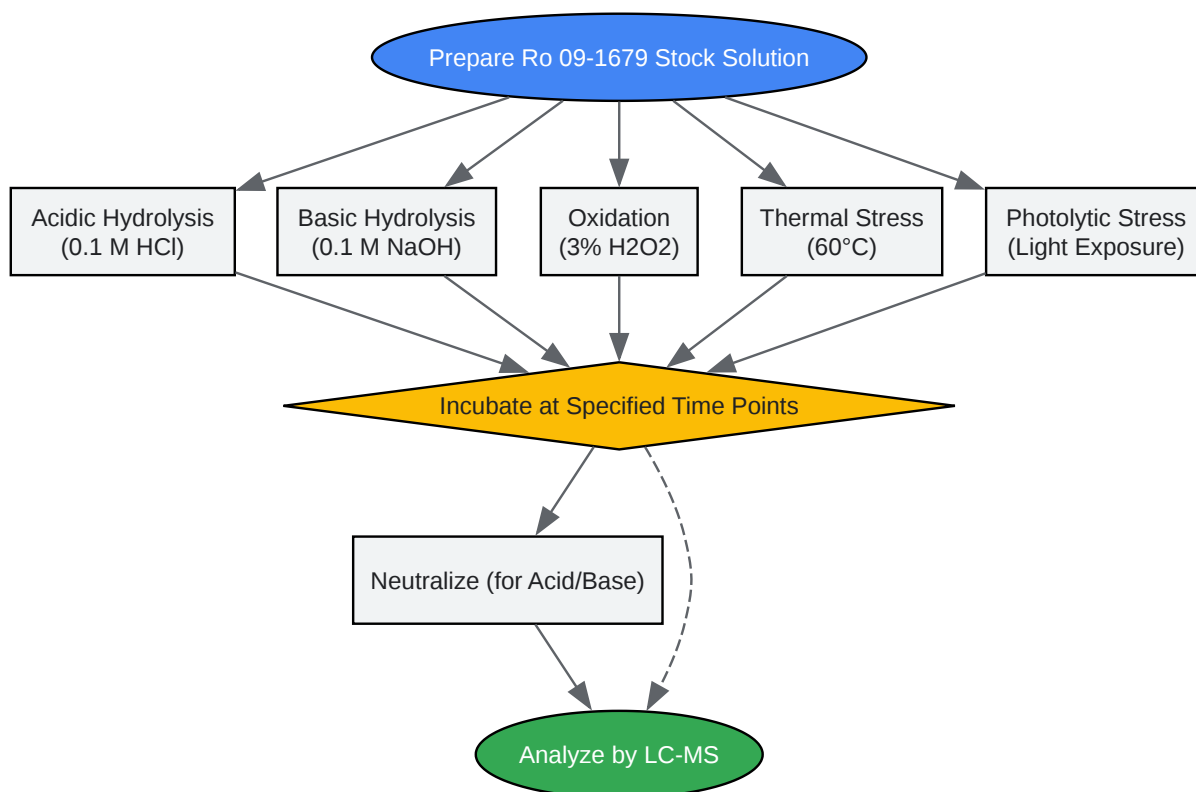 Prepare Ro 09-1679 Stock Solution
Acidic Hydrolysis
(0.1 M HCl)
Basic Hydrolysis
(0.1 M NaOH)
Oxidation
(3% H2O2)
Thermal Stress
(60°C)
Photolytic Stress
(Light Exposure)
Incubate at Specified Time Points
Neutralize (for Acid/Base)
Analyze by LC-MS